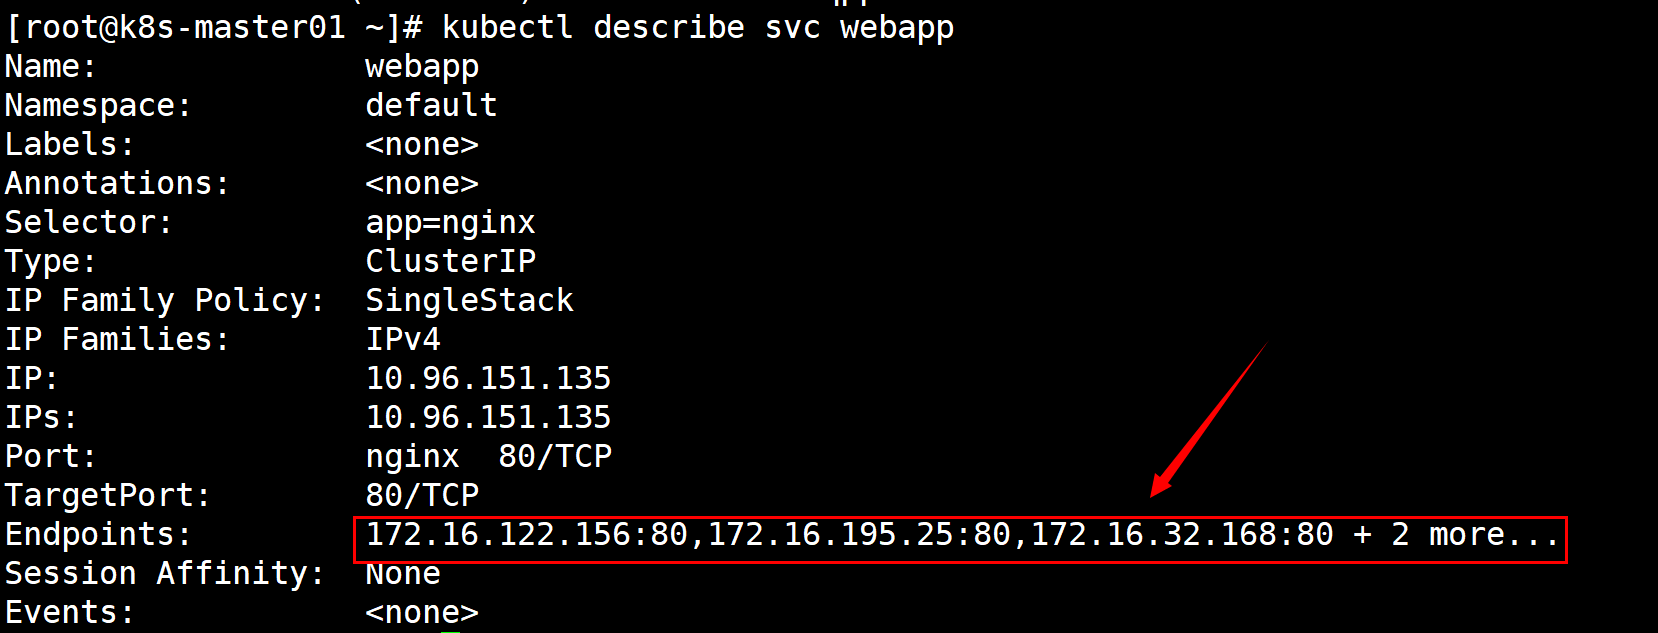 [root@k8s-master01 ~]# kubectl describe svc webapp
Name:              webapp
Namespace:         default
Labels:            <none>
Annotations:       <none>
Selector:          app=nginx
Type:              ClusterIP
IP Family Policy:  SingleStack
IP Families:       IPv4
IP:                10.96.151.135
IPs:               10.96.151.135
Port:              nginx  80/TCP
TargetPort:        80/TCP
Endpoints:         172.16.122.156:80,172.16.195.25:80,172.16.32.168:80 + 2 more...
Session Affinity:  None
Events:            <none>